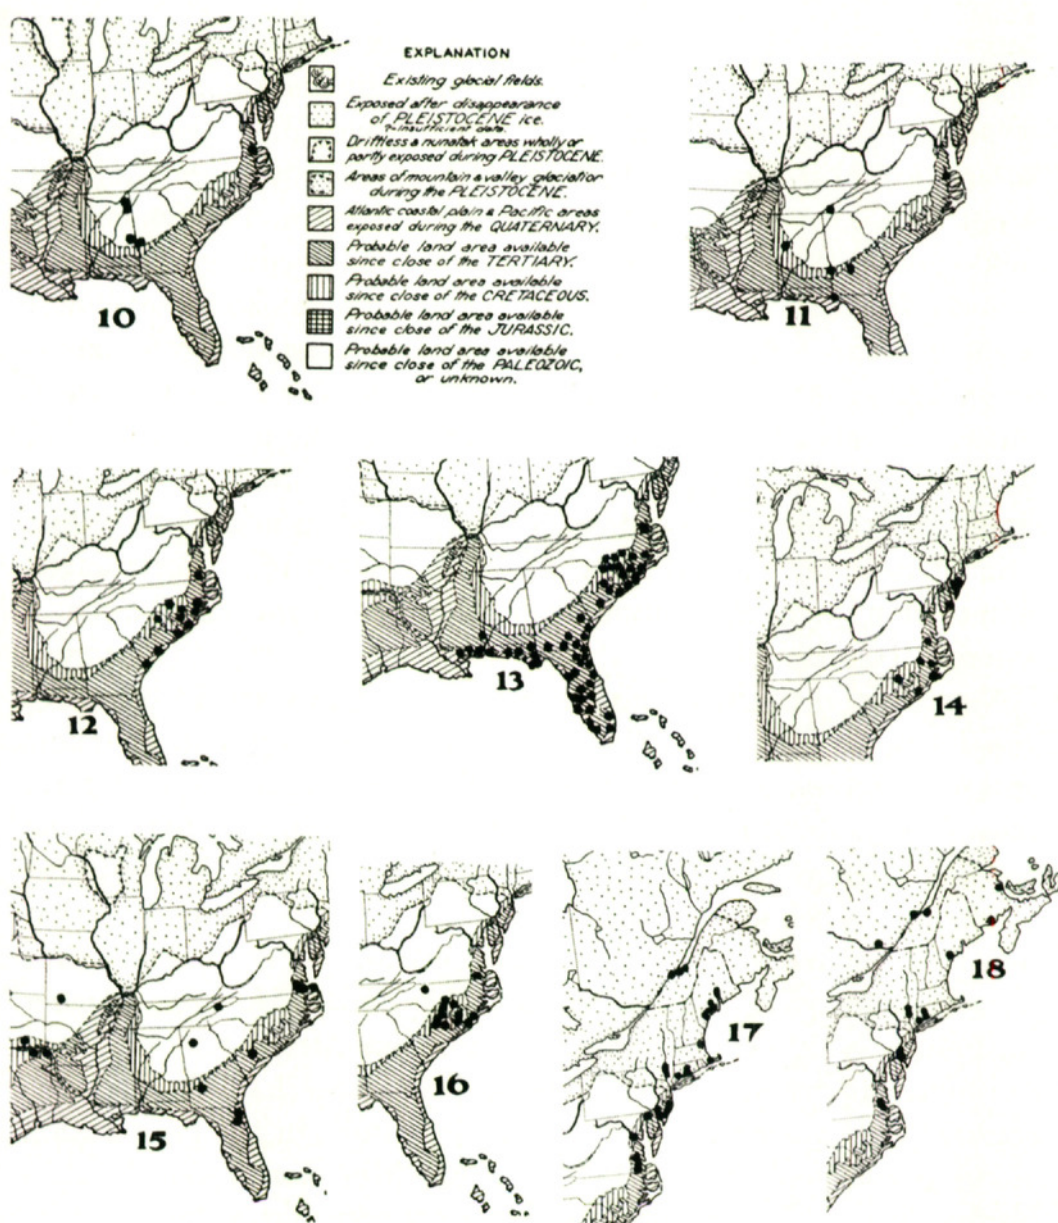 EXPLANATION
Existing glacial fields.
Exposed after disappearance
of PLEISTOCENE ice.
?-insufficient data.
Driftless & nunatak areas wholly or
partly exposed during PLEISTOCENE.
Areas of mountain & valley glaciation
during the PLEISTOCENE.
Atlantic coastal plain & Pacific areas
exposed during the QUATERNARY.
Probable land area available
since close of the TERTIARY.
Probable land area available
since close of the CRETACEOUS.
Probable land area available
since close of the JURASSIC.
Probable land area available
since close of the PALEOZOIC,
or unknown.
10
11
12
13
14
15
16
17
18